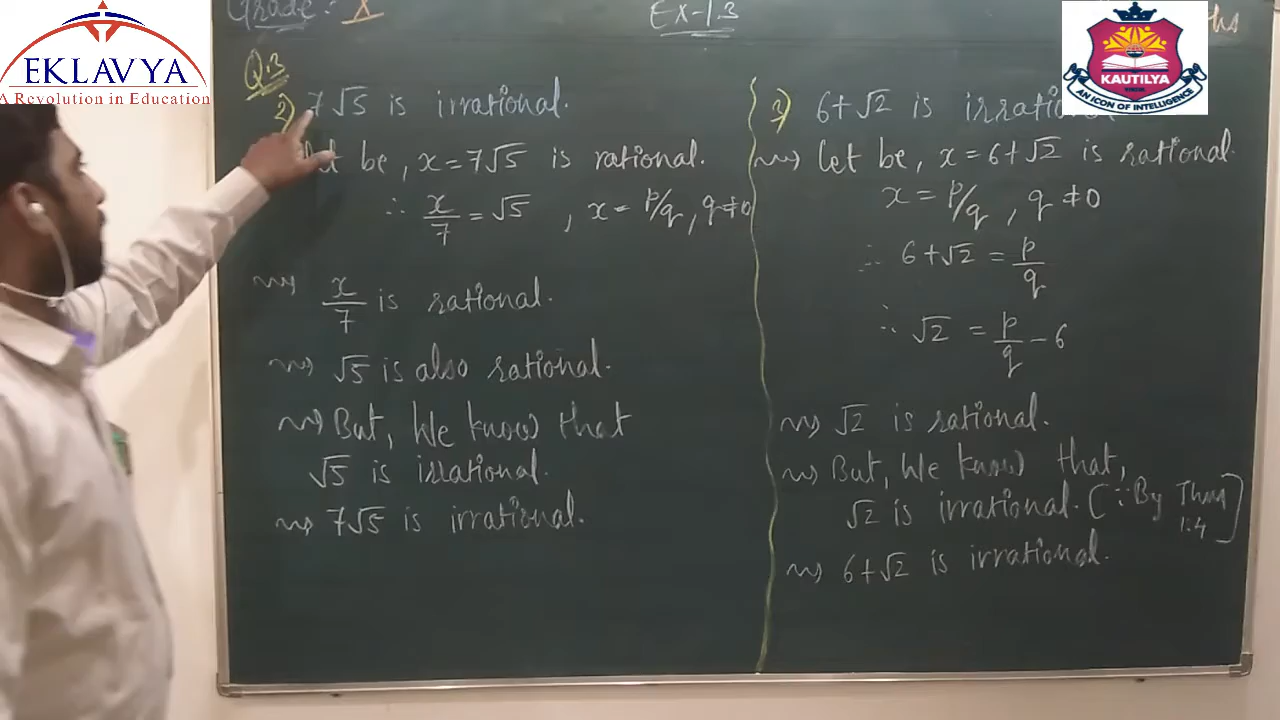 Grade: X
Ex-1.3
EKLAVYA
A Revolution in Education
KAUTILYA
AN ICON OF INTELLIGENCE
Q.3
2) 7√5 is irrational.
be, x = 7√5 is rational.
∴ x/7 = √5 , x = p/q, q ≠ 0
x/7 is rational.
√5 is also rational.
But, We know that
√5 is irrational.
7√5 is irrational.
3) 6+√2 is
Let be, x = 6+√2 is rational.
x = p/q , q ≠ 0
∴ 6+√2 = p/q
∴ √2 = p/q - 6
√2 is rational.
But, We know that,
√2 is irrational. (∵ By Thm 1.4]
6+√2 is irrational.